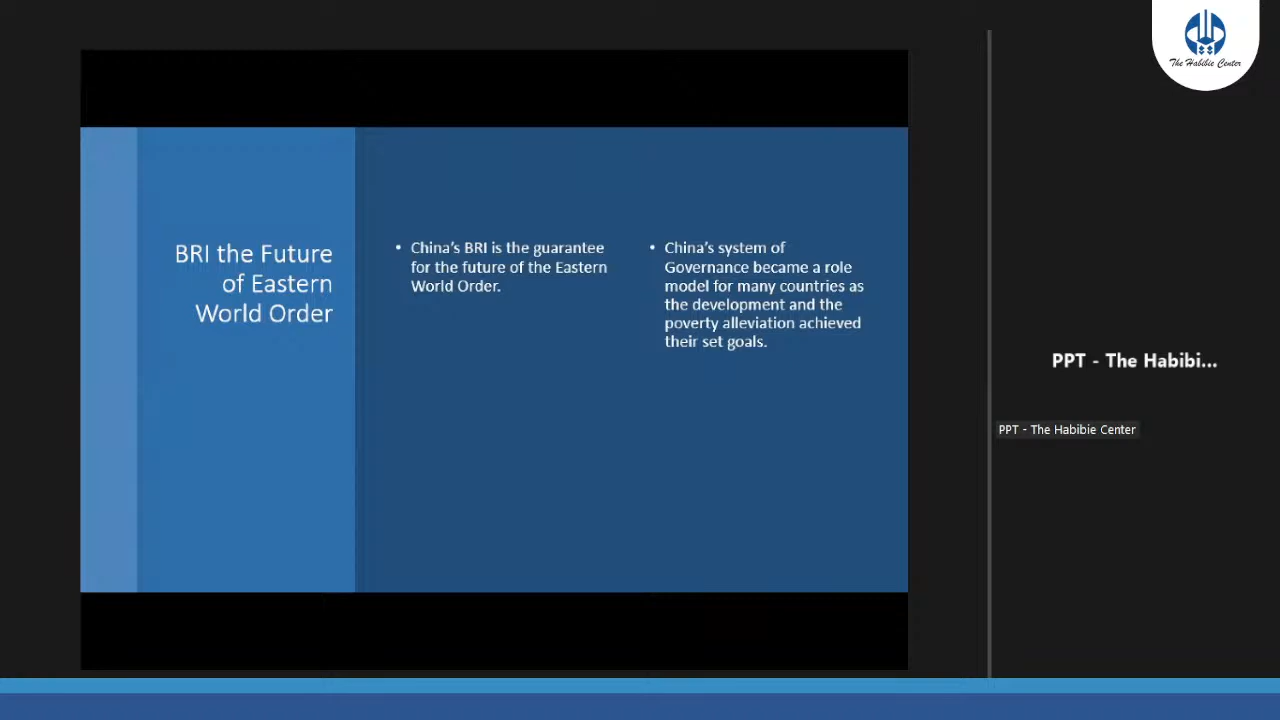 The Habibie Center
BRI the Future
of Eastern
World Order
• China's BRI is the guarantee
for the future of the Eastern
World Order.
• China's system of
Governance became a role
model for many countries as
the development and the
poverty alleviation achieved
their set goals.
PPT - The Habibi...
PPT - The Habibie Center